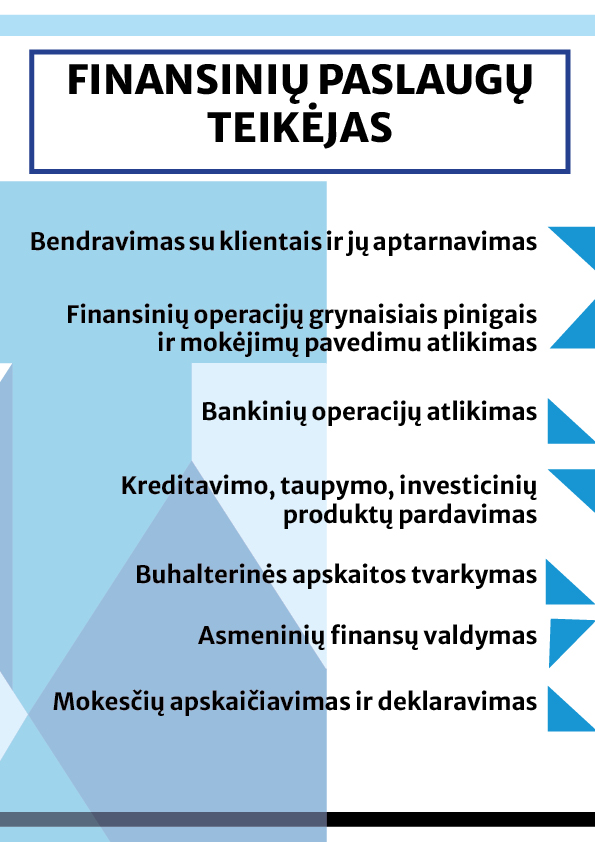 FINANSINIŲ PASLAUGŲ
TEIKĖJAS
Bendravimas su klientais ir jų aptarnavimas
Finansinių operacijų grynaisiais pinigais
ir mokėjimų pavedimu atlikimas
Bankinių operacijų atlikimas
Kreditavimo, taupymo, investicinių
produktų pardavimas
Buhalterinės apskaitos tvarkymas
Asmeninių finansų valdymas
Mokesčių apskaičiavimas ir deklaravimas